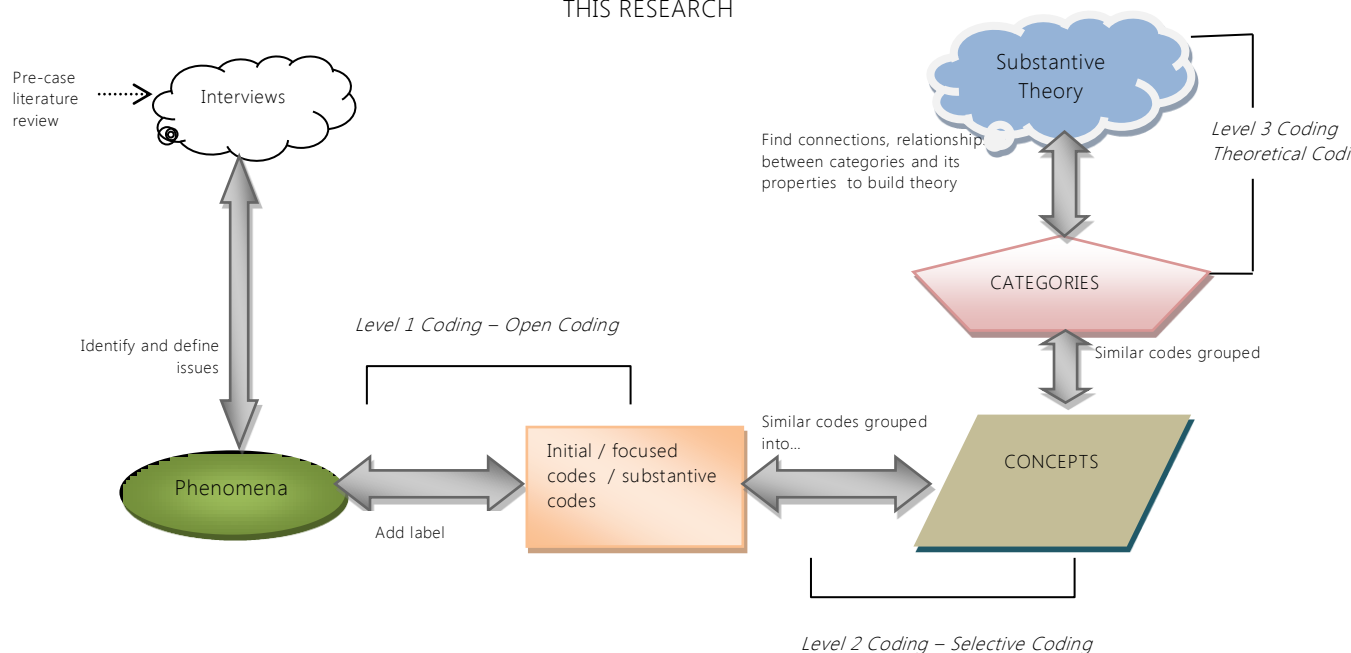 THIS RESEARCH
Pre-case
literature
review
Interviews
Substantive
Theory
Find connections, relationship
between categories and its
properties to build theory
Level 3 Coding
Theoretical Codi
CATEGORIES
Similar codes grouped
Level 1 Coding – Open Coding
Identify and define
issues
Phenomena
Add label
Initial / focused
codes / substantive
codes
Similar codes grouped
into…
CONCEPTS
Level 2 Coding – Selective Coding